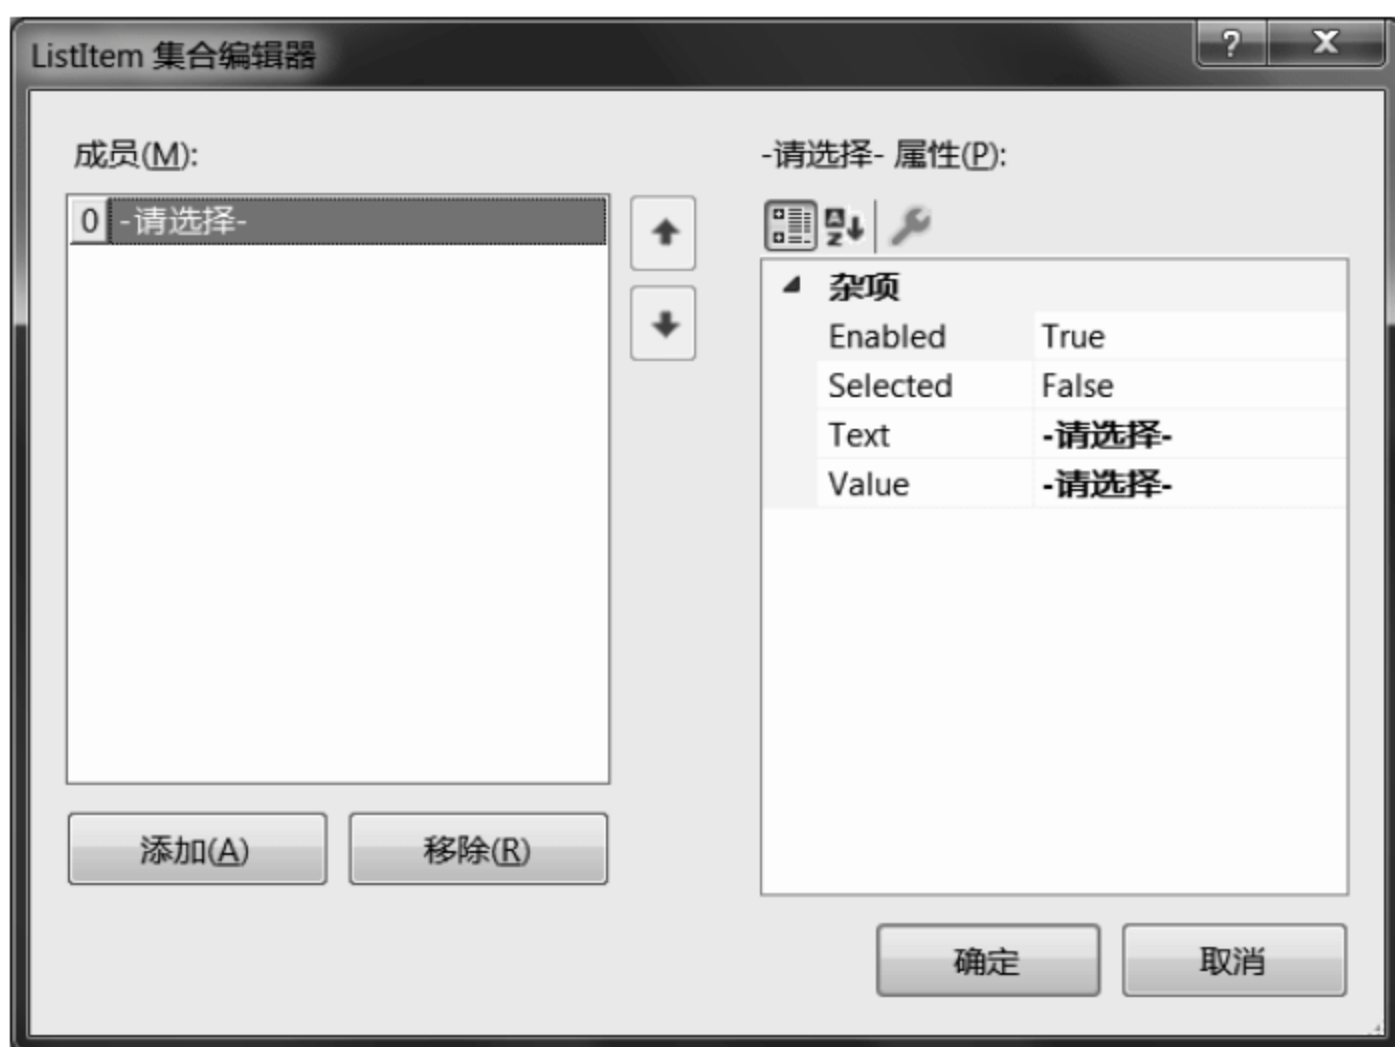 ListItem 集合编辑器
成员(M):
0 -请选择-
添加(A) 移除(R)
-请选择- 属性(P):
杂项
Enabled True
Selected False
Text -请选择-
Value -请选择-
确定 取消